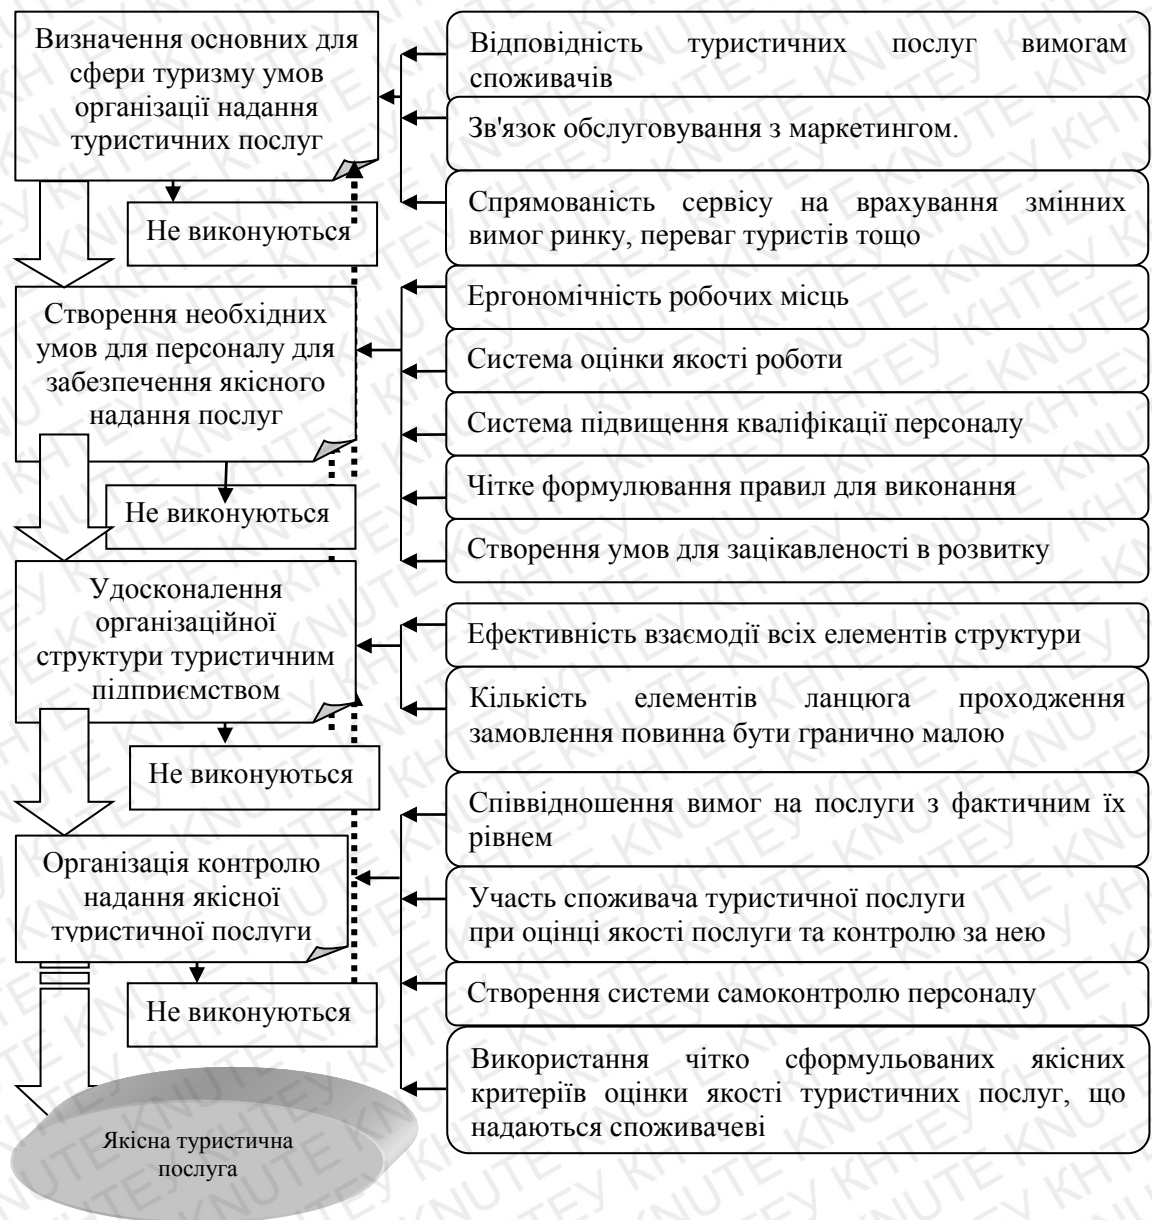 Визначення основних для
сфери туризму умов
організації надання
туристичних послуг
Не виконуються
Відповідність туристичних послуг вимогам
споживачів
Зв'язок обслуговування з маркетингом.
Спрямованість сервісу на врахування змінних
вимог ринку, переваг туристів тощо
Створення необхідних
умов для персоналу для
забезпечення якісного
надання послуг
Не виконуються
Ергономічність робочих місць
Система оцінки якості роботи
Система підвищення кваліфікації персоналу
Чітке формулювання правил для виконання
Створення умов для зацікавленості в розвитку
Удосконалення
організаційної
структури туристичним
підприємством
Не виконуються
Ефективність взаємодії всіх елементів структури
Кількість елементів ланцюга проходження
замовлення повинна бути гранично малою
Організація контролю
надання якісної
туристичної послуги
Не виконуються
Співвідношення вимог на послуги з фактичним їх
рівнем
Участь споживача туристичної послуги
при оцінці якості послуги та контролю за нею
Створення системи самоконтролю персоналу
Використання чітко сформульованих якісних
критеріїв оцінки якості туристичних послуг, що
надаються споживачеві
Якісна туристична
послуга